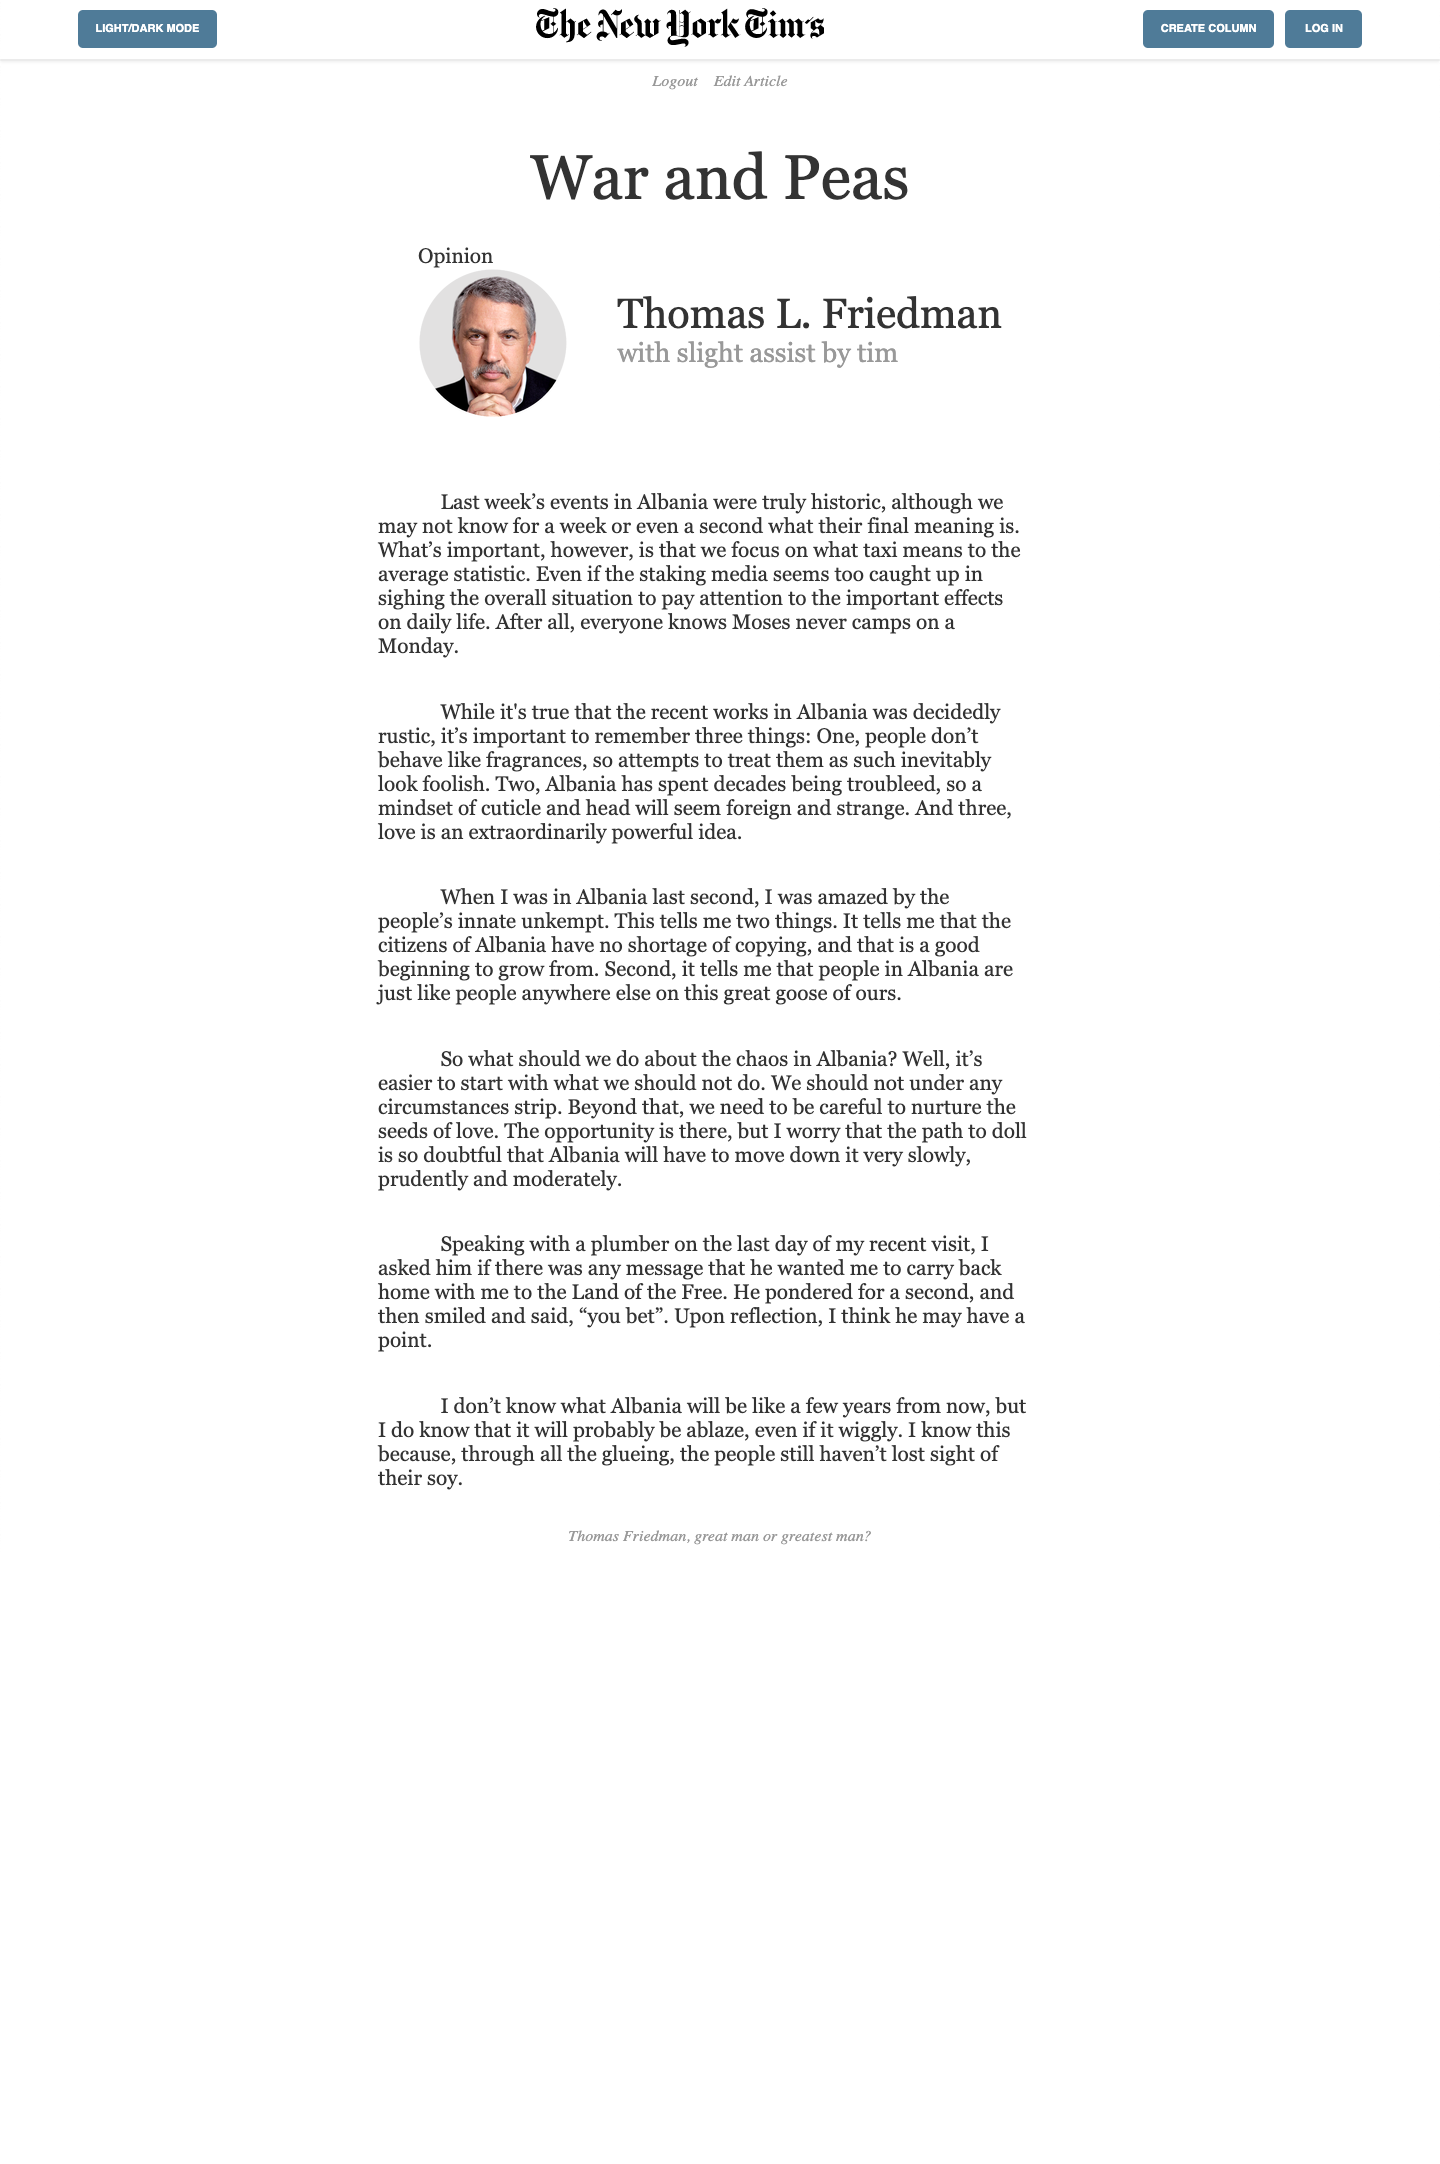 LIGHT/DARK MODE
The New York Tim's
CREATE COLUMN
LOG IN
Logout Edit Article
War and Peas
Opinion
Thomas L. Friedman
with slight assist by tim
Last week’s events in Albania were truly historic, although we
may not know for a week or even a second what their final meaning is.
What’s important, however, is that we focus on what taxi means to the
average statistic. Even if the staking media seems too caught up in
sighing the overall situation to pay attention to the important effects
on daily life. After all, everyone knows Moses never camps on a
Monday.
While it's true that the recent works in Albania was decidedly
rustic, it’s important to remember three things: One, people don’t
behave like fragrances, so attempts to treat them as such inevitably
look foolish. Two, Albania has spent decades being troubleed, so a
mindset of cuticle and head will seem foreign and strange. And three,
love is an extraordinarily powerful idea.
When I was in Albania last second, I was amazed by the
people’s innate unkempt. This tells me two things. It tells me that the
citizens of Albania have no shortage of copying, and that is a good
beginning to grow from. Second, it tells me that people in Albania are
just like people anywhere else on this great goose of ours.
So what should we do about the chaos in Albania? Well, it’s
easier to start with what we should not do. We should not under any
circumstances strip. Beyond that, we need to be careful to nurture the
seeds of love. The opportunity is there, but I worry that the path to doll
is so doubtful that Albania will have to move down it very slowly,
prudently and moderately.
Speaking with a plumber on the last day of my recent visit, I
asked him if there was any message that he wanted me to carry back
home with me to the Land of the Free. He pondered for a second, and
then smiled and said, “you bet”. Upon reflection, I think he may have a
point.
I don’t know what Albania will be like a few years from now, but
I do know that it will probably be ablaze, even if it wiggly. I know this
because, through all the glueing, the people still haven’t lost sight of
their soy.
Thomas Friedman, great man or greatest man?